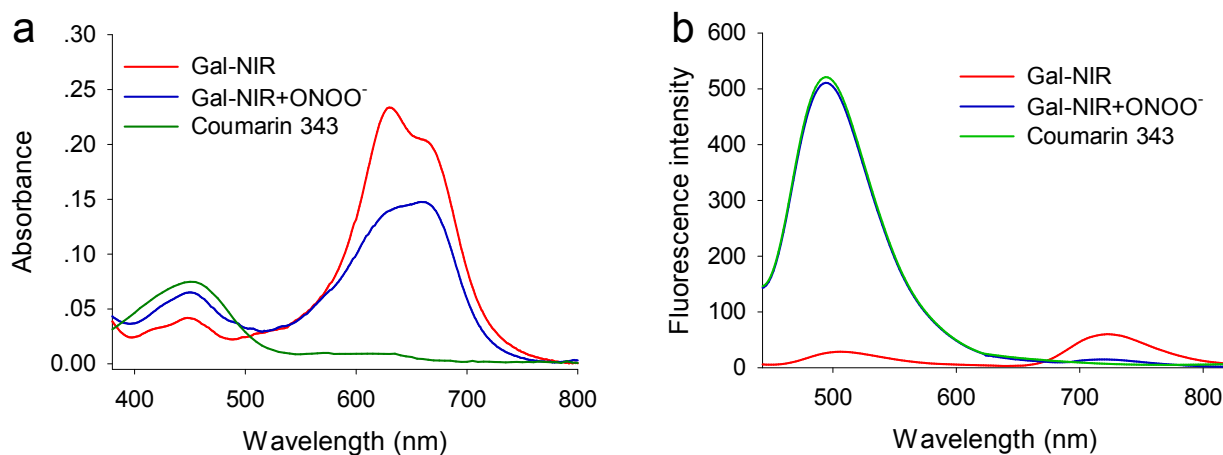 a
.30
.25
.20
.15
.10
.05
0.00
Absorbance
Gal-NIR
Gal-NIR+ONOO⁻
Coumarin 343
400 500 600 700 800
Wavelength (nm)
b
600
500
400
300
200
100
0
Fluorescence intensity
Gal-NIR
Gal-NIR+ONOO⁻
Coumarin 343
500 600 700 800
Wavelength (nm)